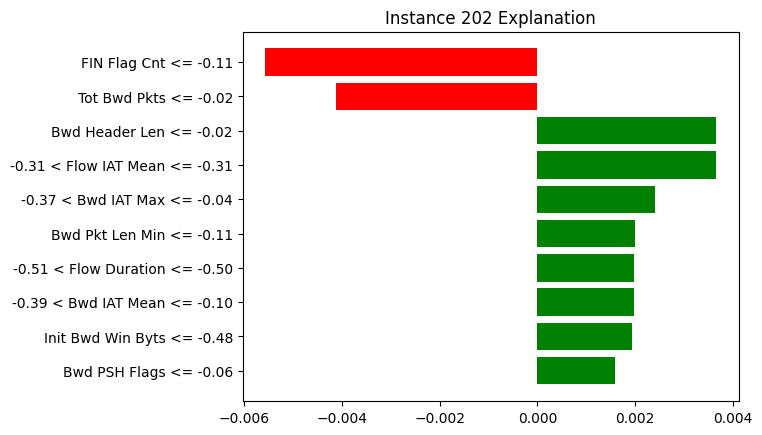 Instance 202 Explanation
FIN Flag Cnt <= -0.11
Tot Bwd Pkts <= -0.02
Bwd Header Len <= -0.02
-0.31 < Flow IAT Mean <= -0.31
-0.37 < Bwd IAT Max <= -0.04
Bwd Pkt Len Min <= -0.11
-0.51 < Flow Duration <= -0.50
-0.39 < Bwd IAT Mean <= -0.10
Init Bwd Win Byts <= -0.48
Bwd PSH Flags <= -0.06
−0.006 −0.004 −0.002 0.000 0.002 0.004